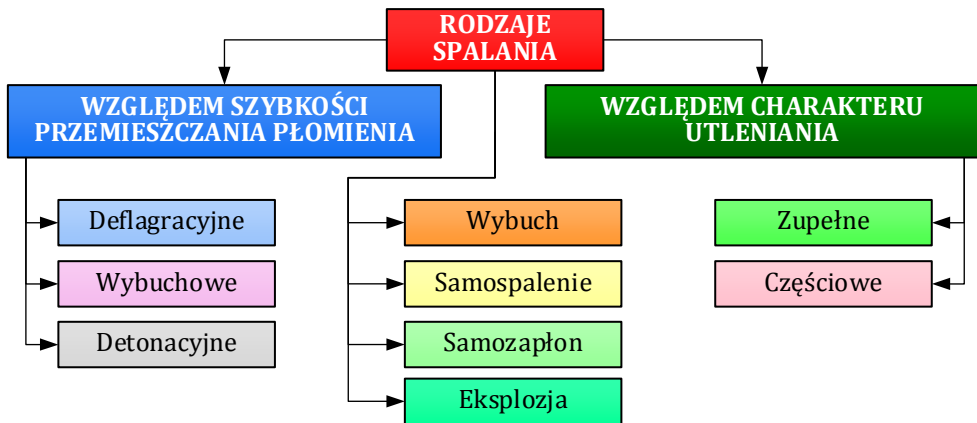 RODZAJE
SPALANIA
WZGLĘDEM SZYBKOŚCI
PRZEMIESZCZANIA PŁOMIENIA
WZGLĘDEM CHARAKTERU
UTLENIANIA
Deflagracyjne
Wybuchowe
Detonacyjne
Wybuch
Samospalenie
Samozapłon
Eksplozja
Zupełne
Częściowe